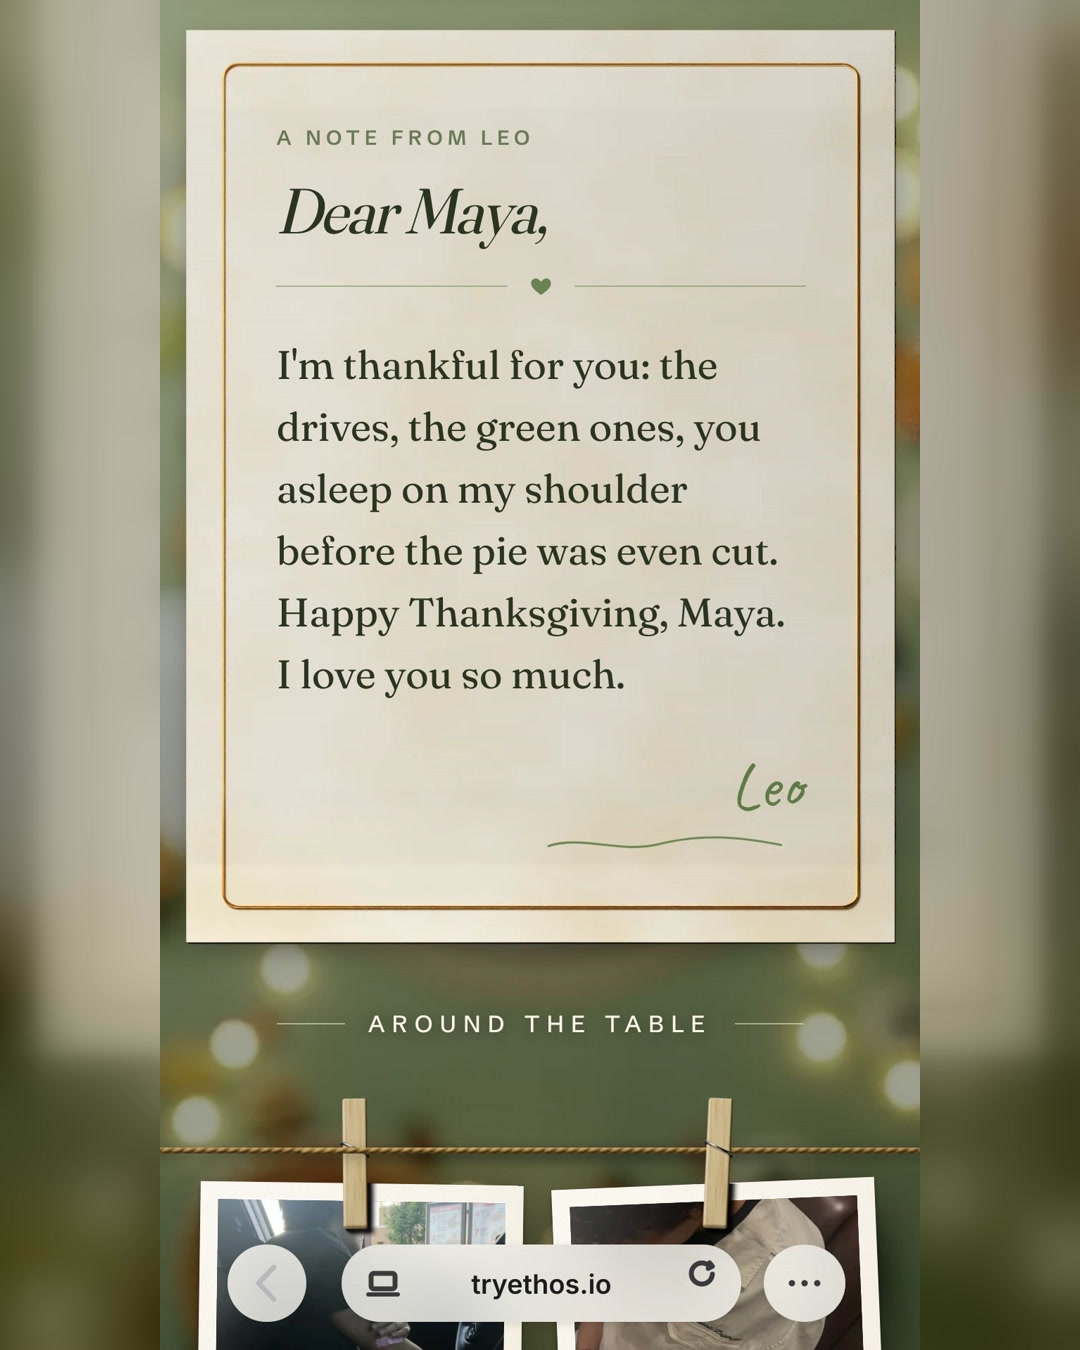 A NOTE FROM LEO
Dear Maya,
I'm thankful for you: the
drives, the green ones, you
asleep on my shoulder
before the pie was even cut.
Happy Thanksgiving, Maya.
I love you so much.
Leo
AROUND THE TABLE
tryethos.io